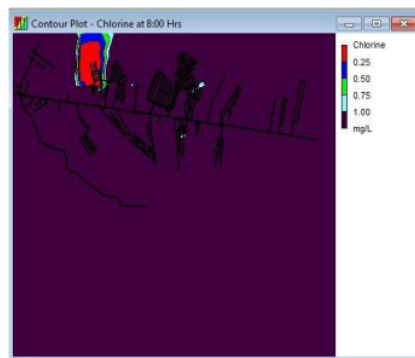 Contour Plot - Chlorine at 8:00 Hrs
Chlorine
0.25
0.50
0.75
1.00
mg/L